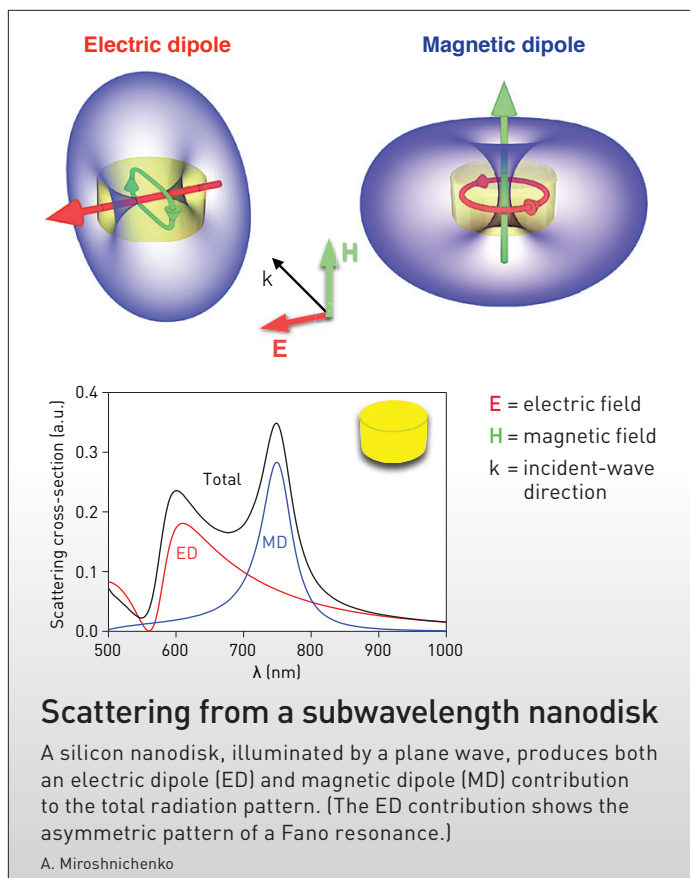 Electric dipole
Magnetic dipole
H
k
E
E = electric field
H = magnetic field
k = incident-wave
direction
0.4
0.3
0.2
0.1
0.0
Scattering cross-section (a.u.)
Total
ED
MD
500
600
700
800
900
1000
λ (nm)
Scattering from a subwavelength nanodisk
A silicon nanodisk, illuminated by a plane wave, produces both
an electric dipole (ED) and magnetic dipole (MD) contribution
to the total radiation pattern. (The ED contribution shows the
asymmetric pattern of a Fano resonance.)
A. Miroshnichenko